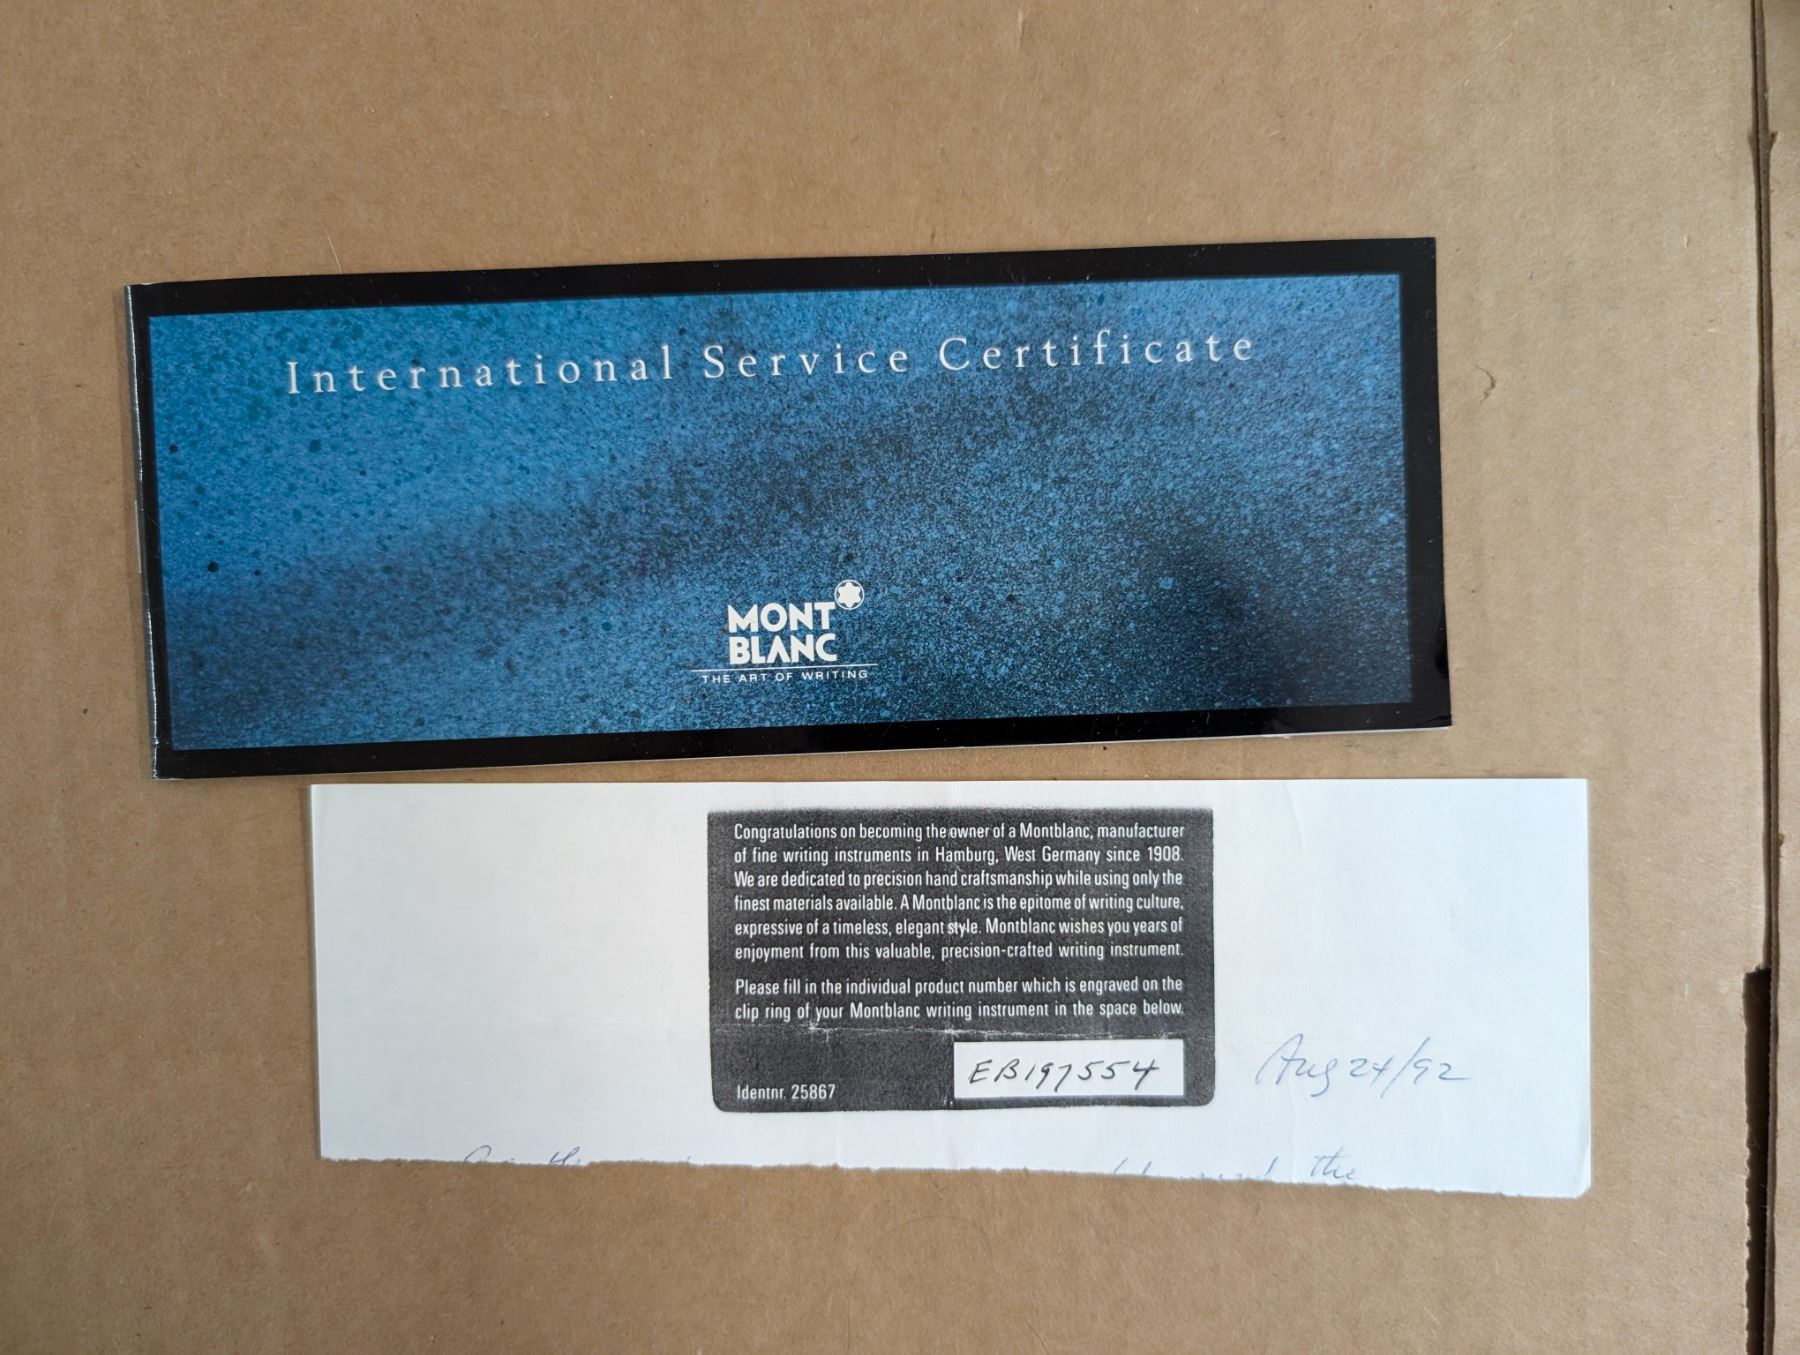 International Service Certificate
MONT
BLANC
THE ART OF WRITING
Congratulations on becoming the owner of a Montblanc, manufacturer
of fine writing instruments in Hamburg, West Germany since 1908.
We are dedicated to precision hand craftsmanship while using only the
finest materials available. A Montblanc is the epitome of writing culture,
expressive of a timeless, elegant style. Montblanc wishes you years of
enjoyment from this valuable, precision-crafted writing instrument.
Please fill in the individual product number which is engraved on the
clip ring of your Montblanc writing instrument in the space below.
EB197554
Identnr. 25867
Aug 24/92
the